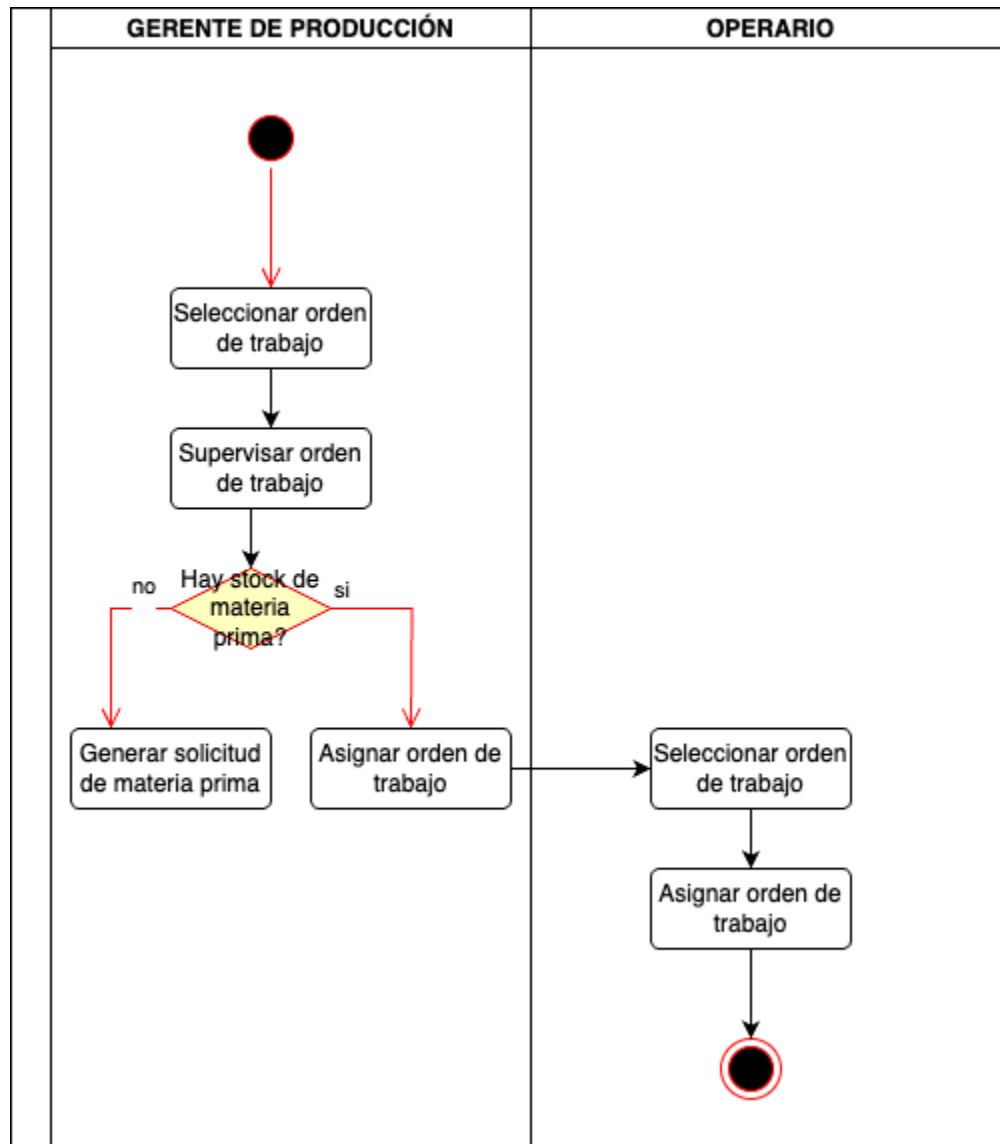 GERENTE DE PRODUCCIÓN
OPERARIO
Seleccionar orden
de trabajo
Supervisar orden
de trabajo
no
Hay stock de
materia
prima?
si
Generar solicitud
de materia prima
Asignar orden de
trabajo
Seleccionar orden
de trabajo
Asignar orden de
trabajo